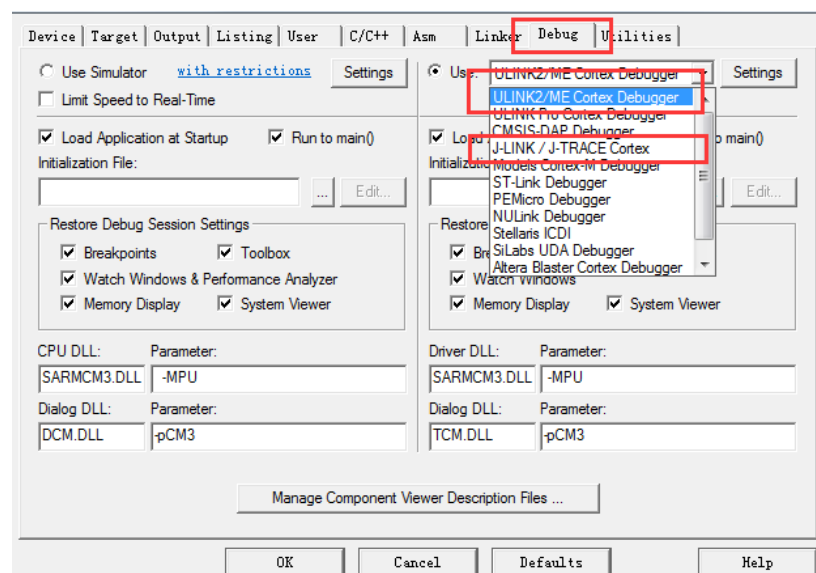 Device Target Output Listing User C/C++ Asm Linker Debug Utilities
Use Simulator with restrictions Settings
Limit Speed to Real-Time
Load Application at Startup Run to main()
Initialization File:
... Edit...
Restore Debug Session Settings
Breakpoints Toolbox
Watch Windows & Performance Analyzer
Memory Display System Viewer
CPU DLL: Parameter:
SARMCM3.DLL -MPU
Dialog DLL: Parameter:
DCM.DLL -pCM3
Use: ULINK2/ME Cortex Debugger Settings
ULINK2/ME Cortex Debugger
ULINK Pro Cortex Debugger
CMSIS-DAP Debugger
J-LINK / J-TRACE Cortex
Models Cortex-M Debugger
ST-Link Debugger
PEMicro Debugger
NULink Debugger
Stellaris ICDI
SiLabs UDA Debugger
Altera Blaster Cortex Debugger
main()
Edit...
Restore
Watch Windows
Memory Display System Viewer
Driver DLL: Parameter:
SARMCM3.DLL -MPU
Dialog DLL: Parameter:
TCM.DLL -pCM3
Manage Component Viewer Description Files ...
OK Cancel Defaults Help